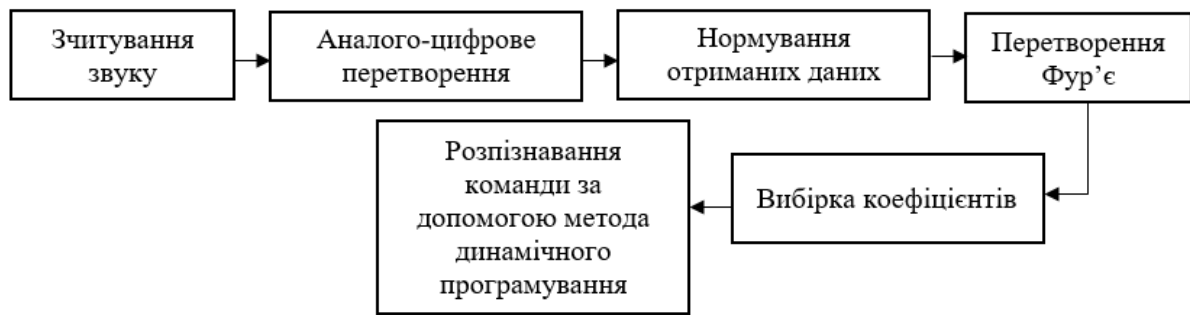 Зчитування
звуку
Аналого-цифрове
перетворення
Нормування
отриманих даних
Перетворення
Фур’є
Вибірка коефіцієнтів
Розпізнавання
команди за
допомогою метода
динамічного
програмування